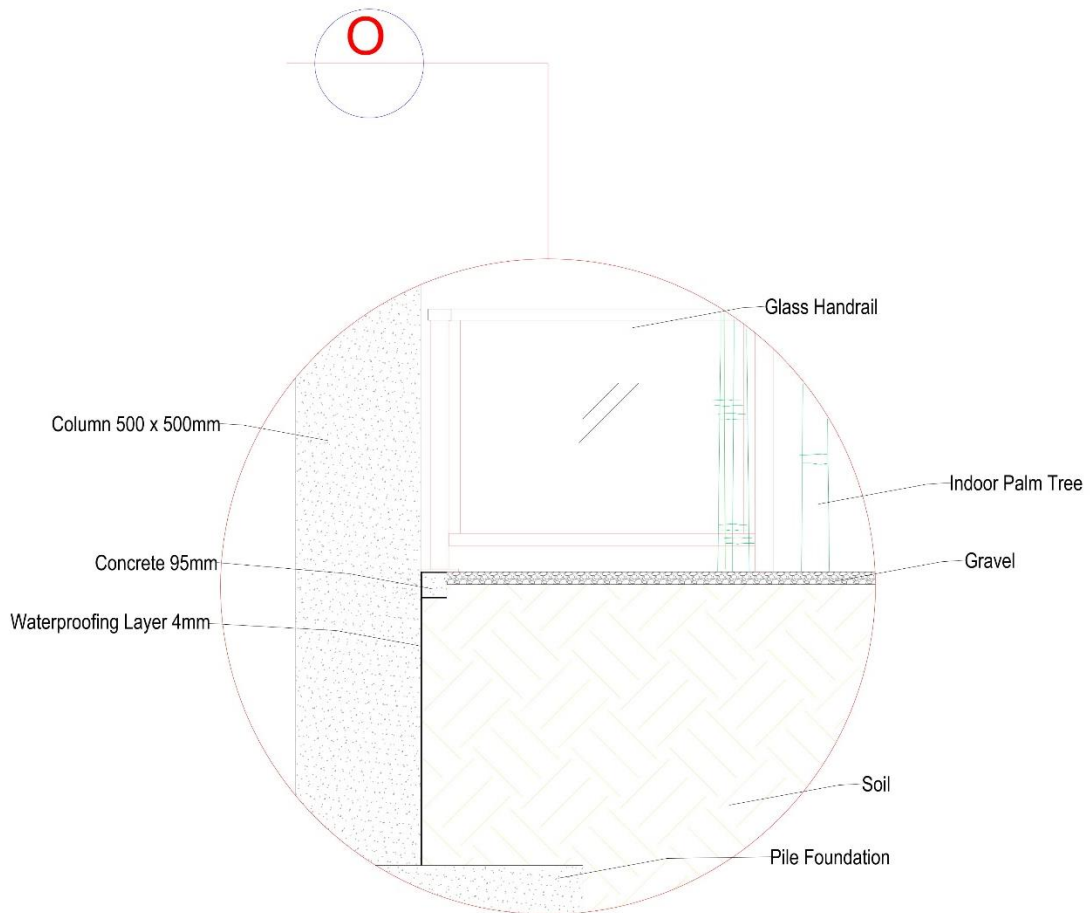 O
Glass Handrail
Column 500 x 500mm
Indoor Palm Tree
Concrete 95mm
Gravel
Waterproofing Layer 4mm
Soil
Pile Foundation